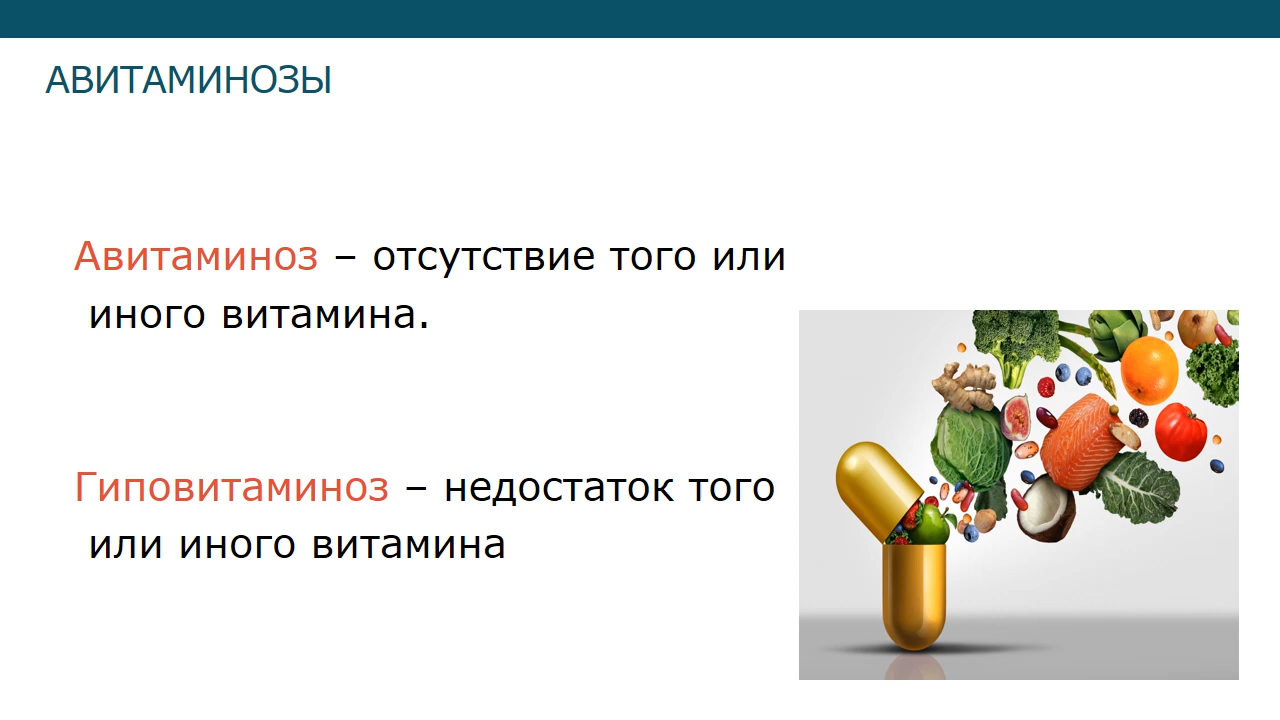 АВИТАМИНОЗЫ
Авитаминоз – отсутствие того или
иного витамина.
Гиповитаминоз – недостаток того
или иного витамина